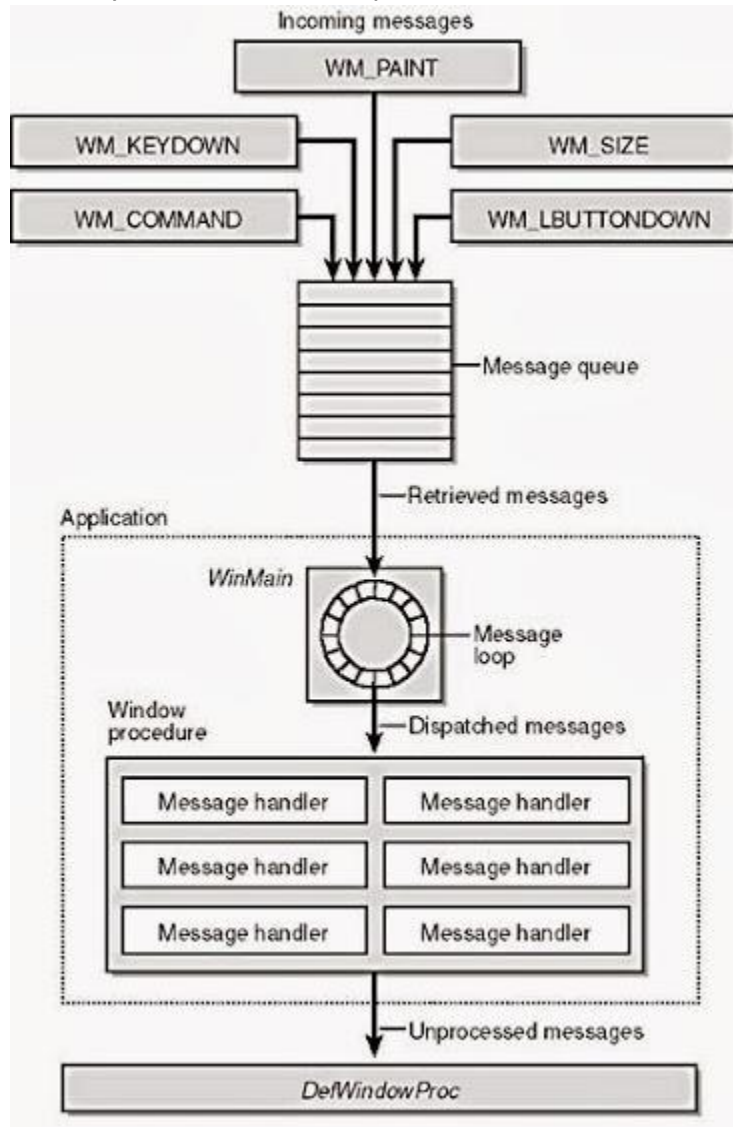 Incoming messages
WM_PAINT
WM_KEYDOWN
WM_SIZE
WM_COMMAND
WM_LBUTTONDOWN
Message queue
Retrieved messages
Application
WinMain
Message
loop
Window
procedure
Dispatched messages
Message handler
Message handler
Message handler
Message handler
Message handler
Message handler
Unprocessed messages
DefWindowProc